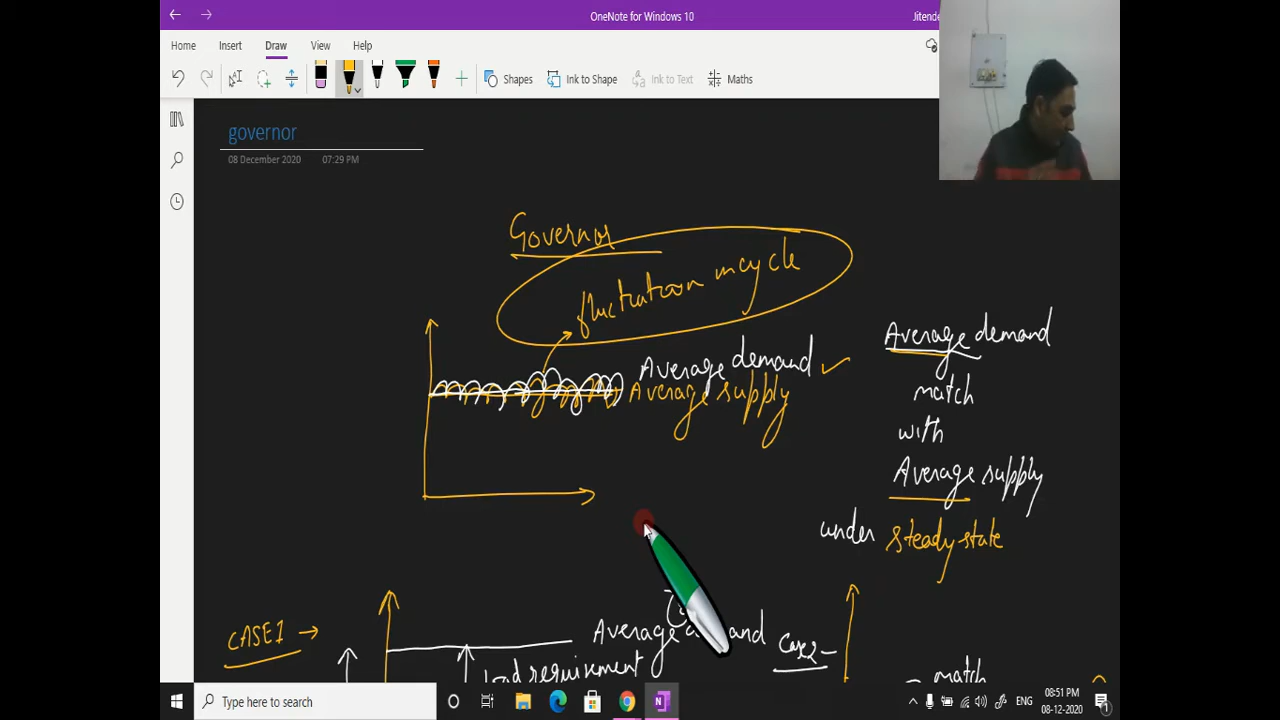 OneNote for Windows 10
Jitende
Home Insert Draw View Help
Shapes Ink to Shape Ink to Text Maths
governor
08 December 2020 07:29 PM
Governor
fluctuation in cycle
Average demand
Average supply
Average demand
match
with
Average supply
under steady state
CASE 1
Average demand
load requirement
Case 2
match
Type here to search
ENG
08:51 PM
08-12-2020